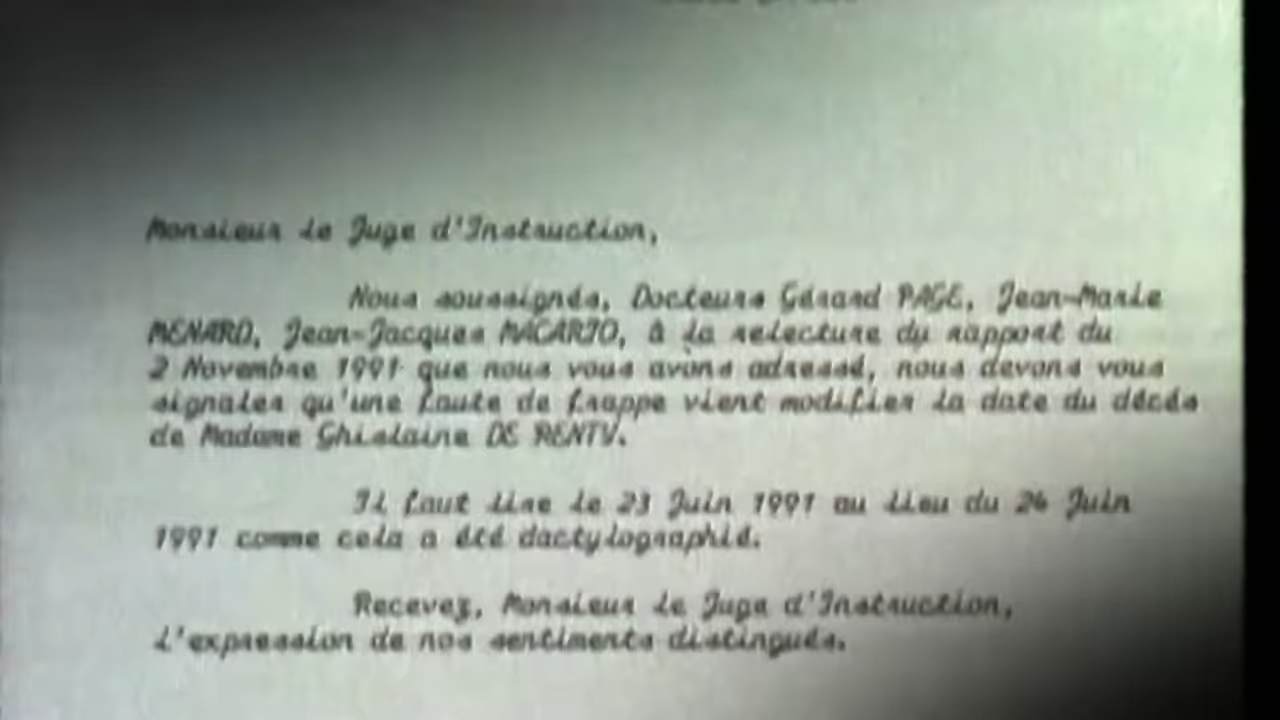 Monsieur le Juge d'Instruction,
Nous soussignés, Docteurs Gérard PAGE, Jean-Marie
MENARD, Jean-Jacques MACARIO, à la relecture du rapport du
2 Novembre 1991 que nous vous avons adressé, nous devons vous
signaler qu'une faute de frappe vient modifier la date du décés
de Madame Ghislaine DE RENTY.
Il faut lire le 23 Juin 1991 au lieu du 24 Juin
1991 comme cela a été dactylographié.
Recevez, Monsieur le Juge d'Instruction,
l'expression de nos sentiments distingués.